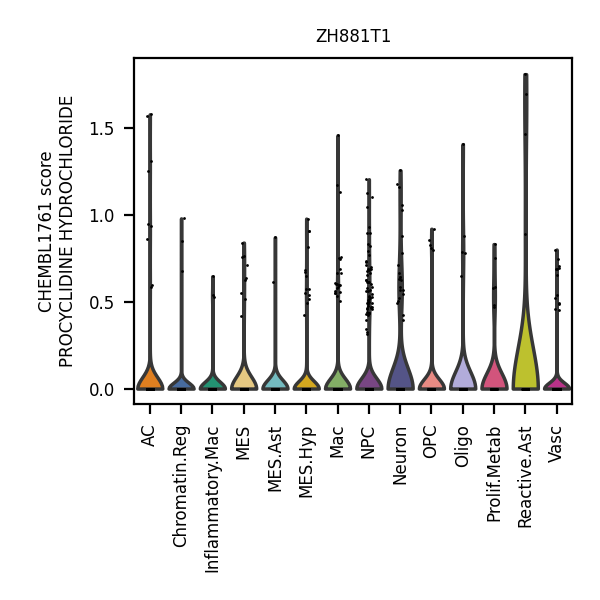 ZH881T1
CHEMBL1761 score
PROCYCLIDINE HYDROCHLORIDE
1.5
1.0
0.5
0.0
AC
Chromatin.Reg
Inflammatory.Mac
MES
MES.Ast
MES.Hyp
Mac
NPC
Neuron
OPC
Oligo
Prolif.Metab
Reactive.Ast
Vasc